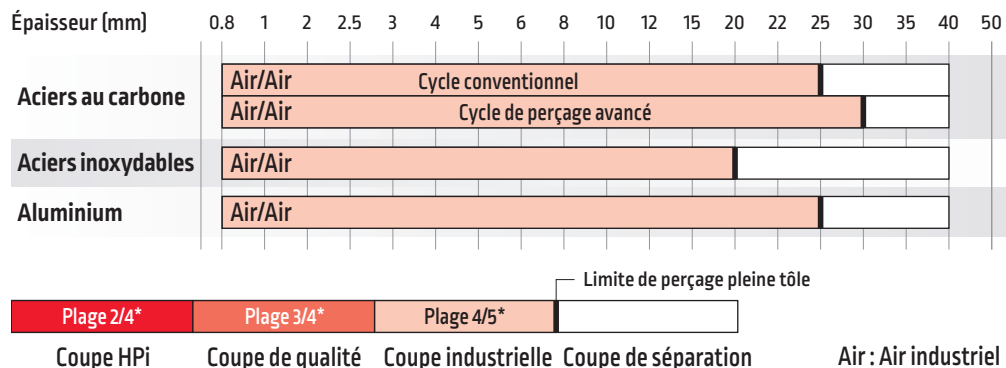 Épaisseur (mm) 0.8 1 2 2.5 3 4 5 6 8 10 12 15 20 22 25 30 35 40 50
Aciers au carbone
Air/Air Cycle conventionnel
Air/Air Cycle de perçage avancé
Aciers inoxydables Air/Air
Aluminium Air/Air
Limite de perçage pleine tôle
Plage 2/4* Plage 3/4* Plage 4/5*
Coupe HPi Coupe de qualité Coupe industrielle Coupe de séparation Air : Air industriel